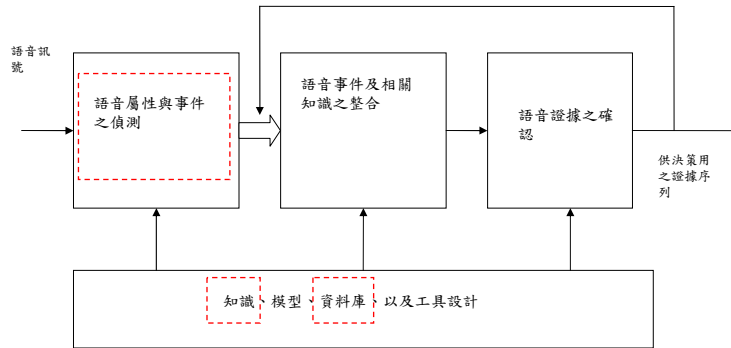 語音訊
號
語音屬性與事件
之偵測
語音事件及相關
知識之整合
語音證據之確
認
供決策用
之證據序
列
知識、模型、資料庫、以及工具設計